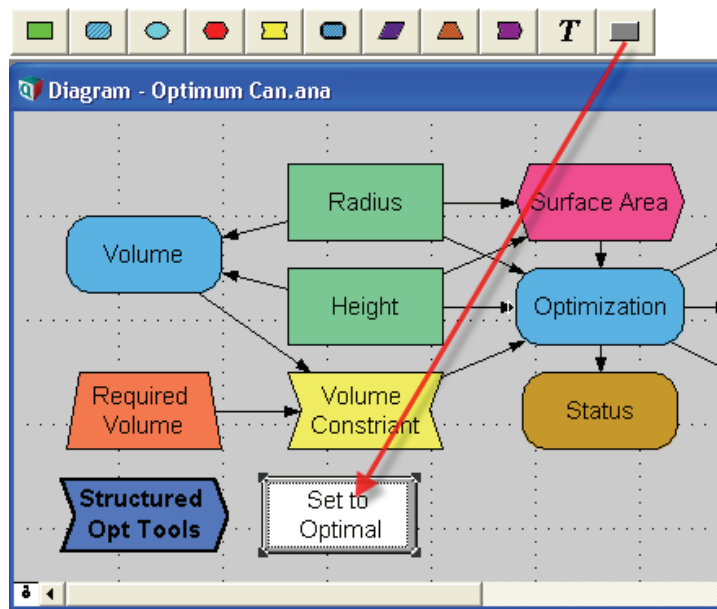 T
Diagram - Optimum Can.ana
Radius
Surface Area
Volume
Height
Optimization
Required
Volume
Volume
Constriant
Status
Structured
Opt Tools
Set to
Optimal